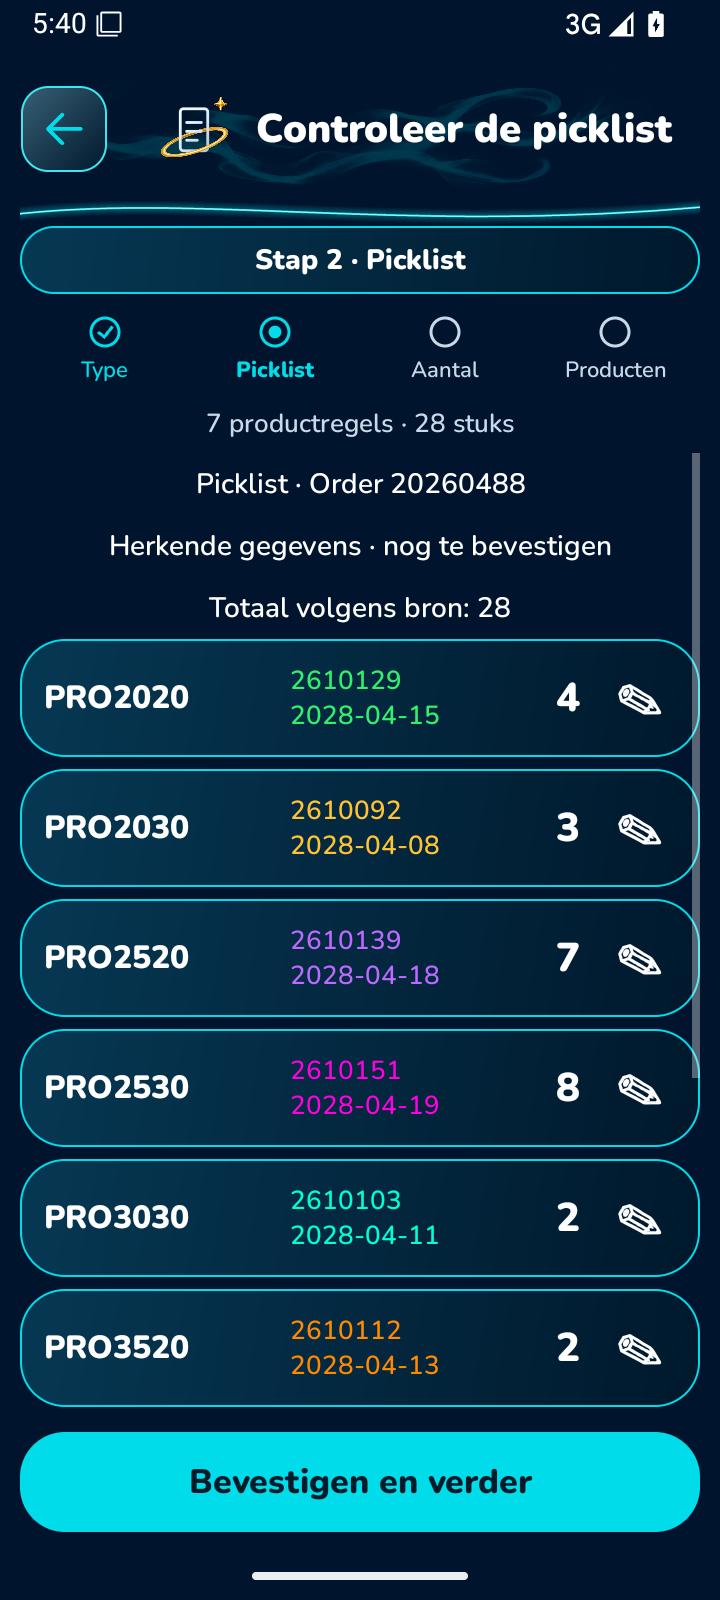 5:40
3G
Controleer de picklist
Stap 2 · Picklist
Type
Picklist
Aantal
Producten
7 productregels · 28 stuks
Picklist · Order 20260488
Herkende gegevens · nog te bevestigen
Totaal volgens bron: 28
PRO2020
2610129
2028-04-15
4
PRO2030
2610092
2028-04-08
3
PRO2520
2610139
2028-04-18
7
PRO2530
2610151
2028-04-19
8
PRO3030
2610103
2028-04-11
2
PRO3520
2610112
2028-04-13
2
Bevestigen en verder